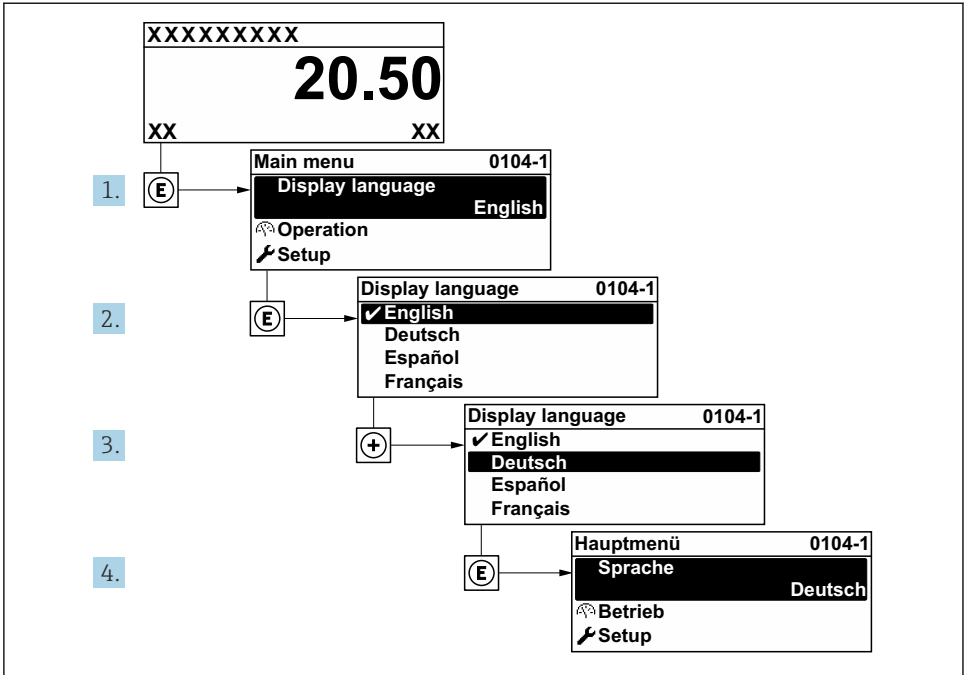 XXXXXXXXX
20.50
XX XX
1. E Main menu 0104-1
Display language
English
Operation
Setup
2. E Display language 0104-1
✔English
Deutsch
Español
Français
3. + Display language 0104-1
✔English
Deutsch
Español
Français
4. E Hauptmenü 0104-1
Sprache
Deutsch
Betrieb
Setup